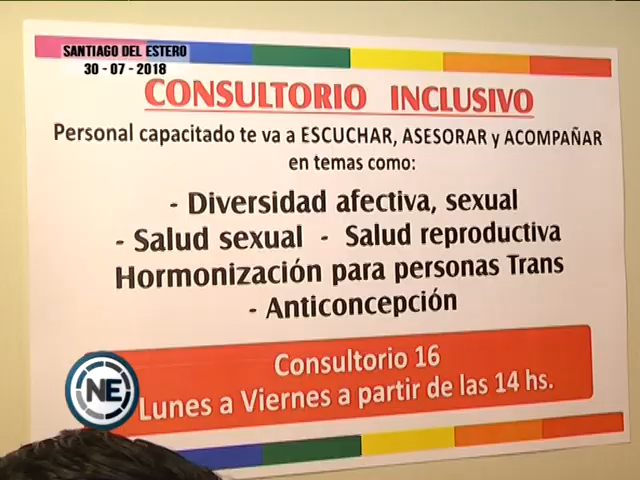 SANTIAGO DEL ESTERO
30 - 07 - 2018
CONSULTORIO INCLUSIVO
Personal capacitado te va a ESCUCHAR, ASESORAR y ACOMPAÑAR
en temas como:
- Diversidad afectiva, sexual
- Salud sexual - Salud reproductiva
Hormonización para personas Trans
- Anticoncepción
Consultorio 16
Lunes a Viernes a partir de las 14 hs.
NE